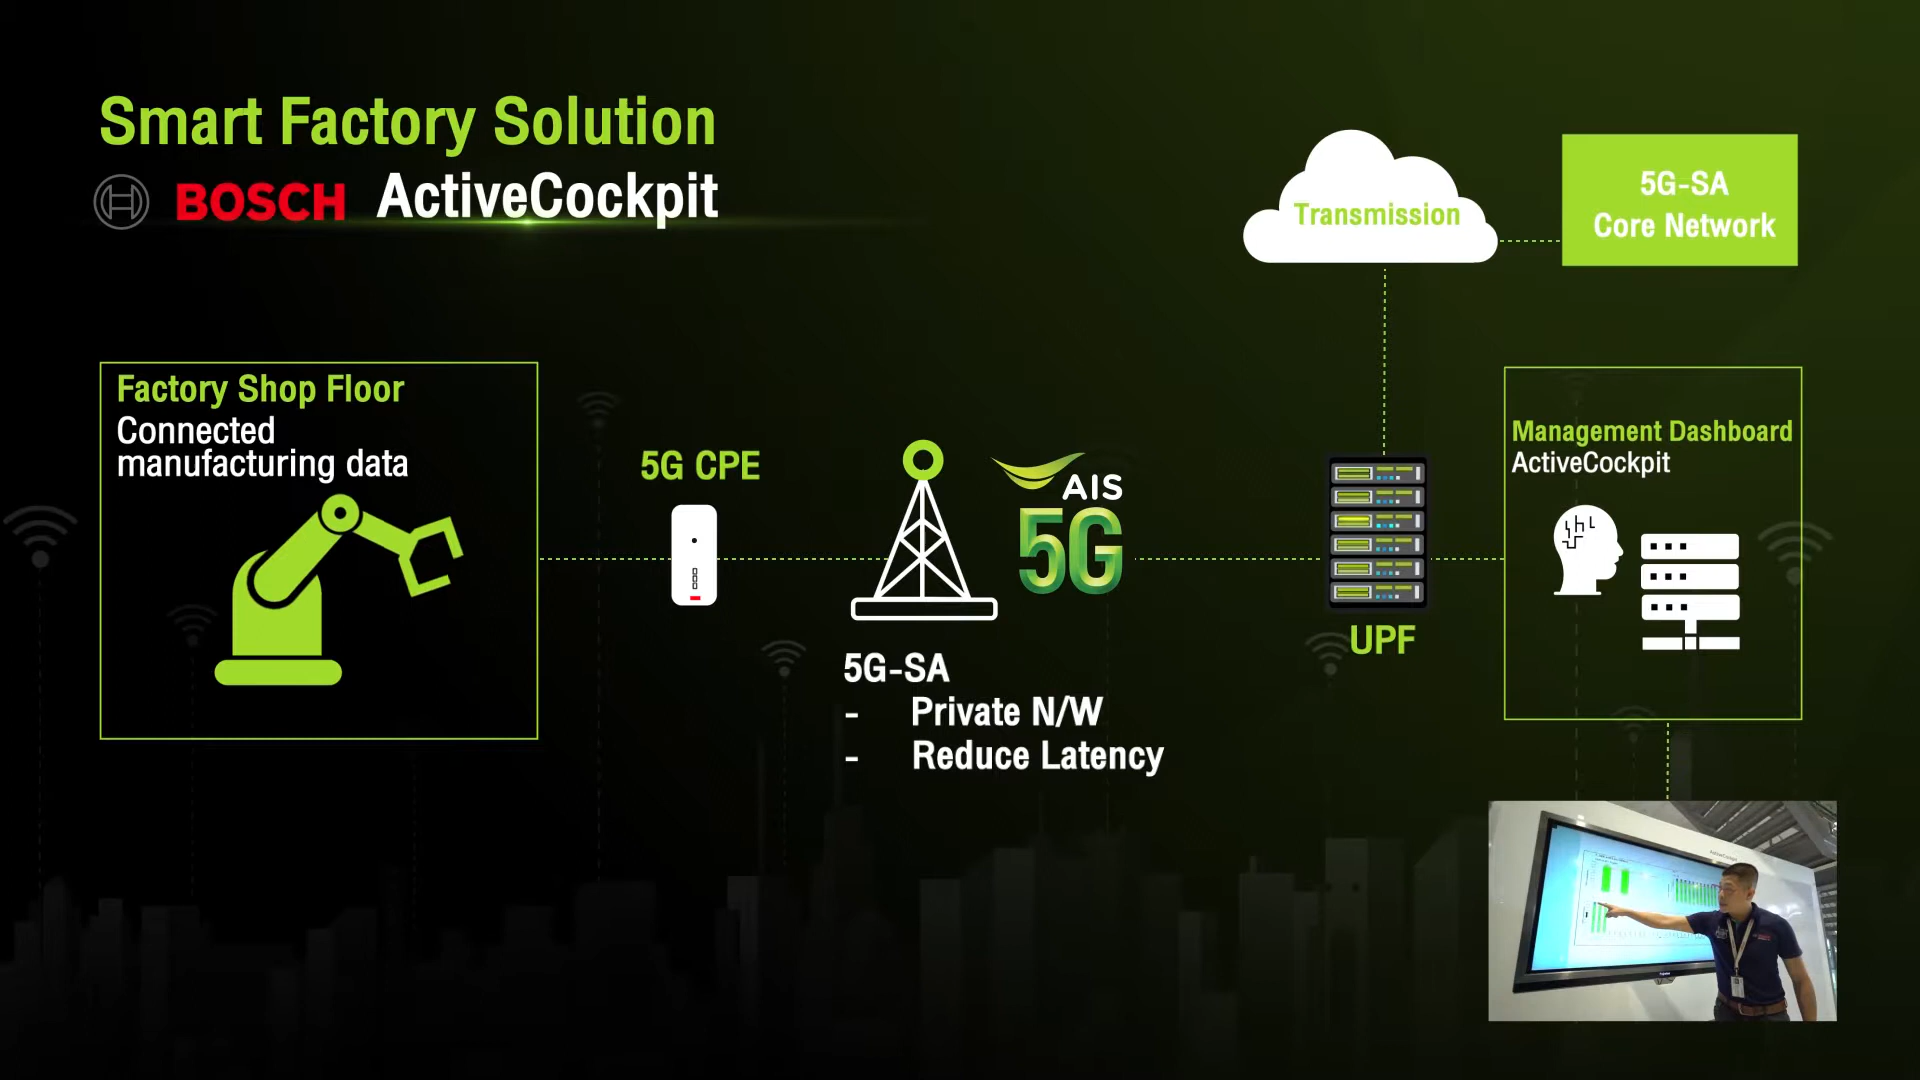 Smart Factory Solution
BOSCH ActiveCockpit
Transmission
5G-SA
Core Network
Factory Shop Floor
Connected
manufacturing data
5G CPE
AIS
5G
5G-SA
- Private N/W
- Reduce Latency
UPF
Management Dashboard
ActiveCockpit
ActiveCockpit